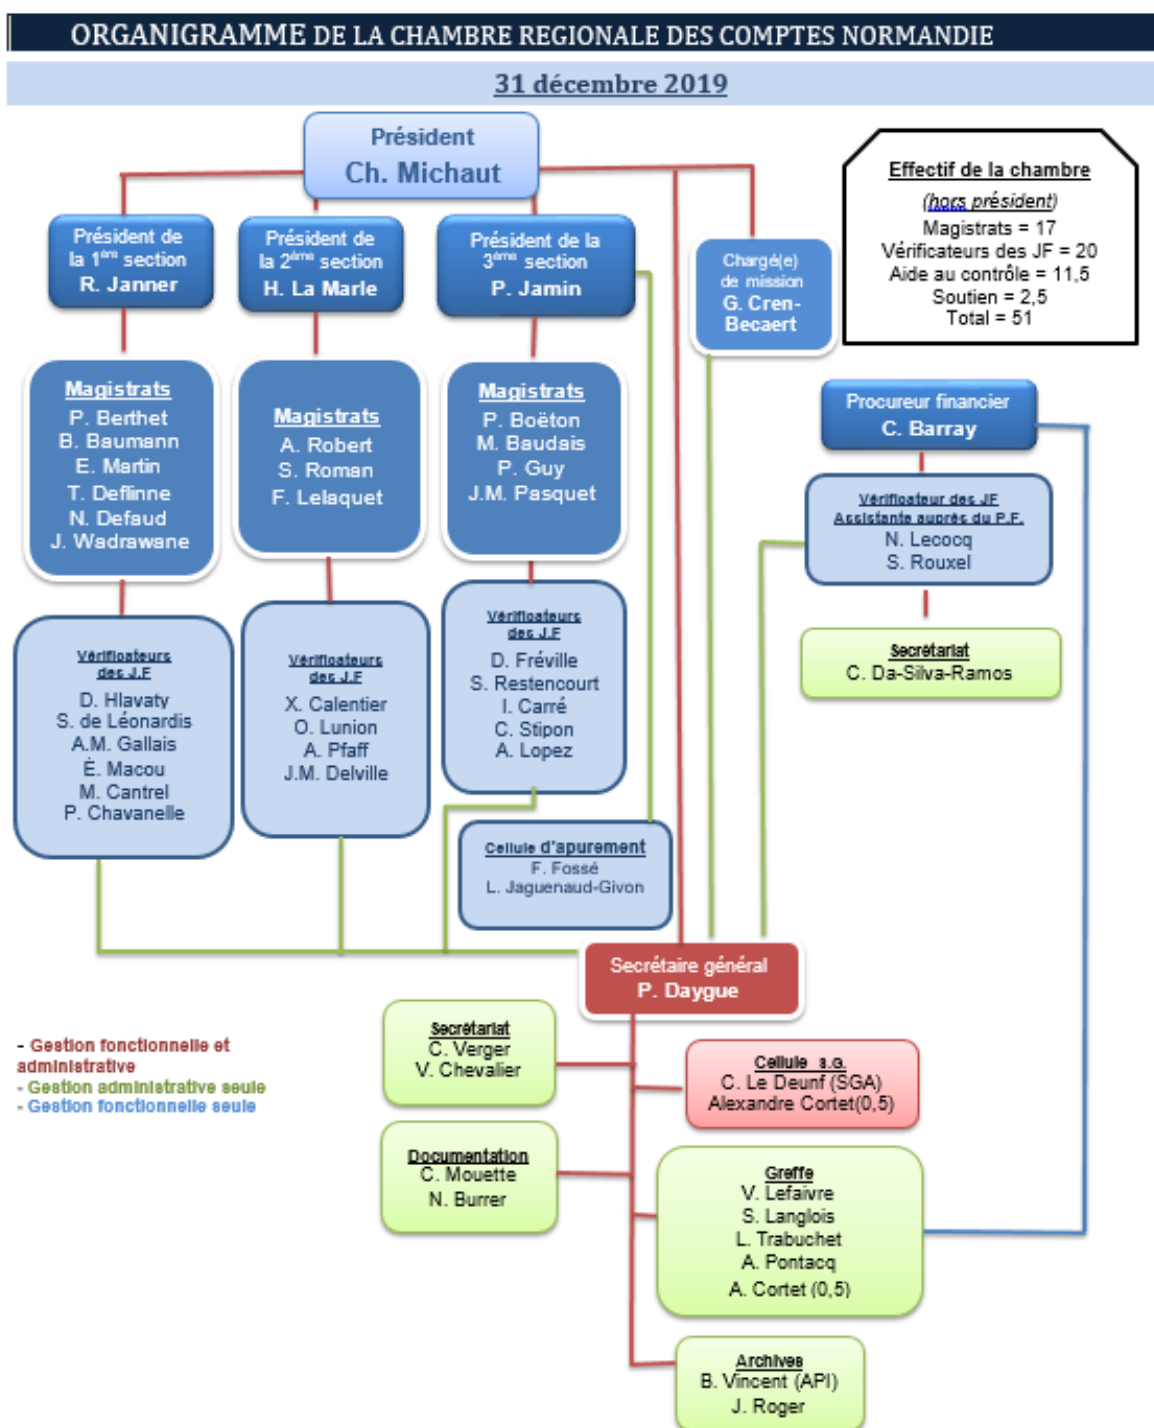 ORGANIGRAMME DE LA CHAMBRE REGIONALE DES COMPTES NORMANDIE
31 décembre 2019
Président
Ch. Michaut
Effectif de la chambre
(hors président)
Magistrats = 17
Vérificateurs des JF = 20
Aide au contrôle = 11,5
Soutien = 2,5
Total = 51
Président de
la 1ère section
R. Janner
Président de
la 2ème section
H. La Marle
Président de la
3ème section
P. Jamin
Chargé(e)
de mission
G. Cren-
Becaert
Magistrats
P. Berthet
B. Baumann
E. Martin
T. Deflinne
N. Defaud
J. Wadrawane
Magistrats
A. Robert
S. Roman
F. Lelaquet
Magistrats
P. Boëton
M. Baudais
P. Guy
J.M. Pasquet
Procureur financier
C. Barray
Vérificateur des JF
Assistante auprès du P.F.
N. Lecocq
S. Rouxel
Secrétariat
C. Da-Silva-Ramos
Vérificateurs
des J.F
D. Hlavaty
S. de Léonardis
A.M. Gallais
É. Macou
M. Cantrel
P. Chavanelle
Vérificateurs
des J.F
X. Calentier
O. Lunion
A. Pfaff
J.M. Delville
Vérificateurs
des J.F
D. Fréville
S. Restencourt
I. Carré
C. Stipon
A. Lopez
Cellule d'apurement
F. Fossé
L. Jaguenaud-Givon
Secrétaire général
P. Daygue
Secrétariat
C. Verger
V. Chevalier
- Gestion fonctionnelle et
administrative
- Gestion administrative seule
- Gestion fonctionnelle seule
Cellule s.G.
C. Le Deunf (SGA)
Alexandre Cortet(0,5)
Documentation
C. Mouette
N. Burrer
Greffe
V. Lefaivre
S. Langlois
L. Trabuchet
A. Pontacq
A. Cortet (0,5)
Archives
B. Vincent (API)
J. Roger